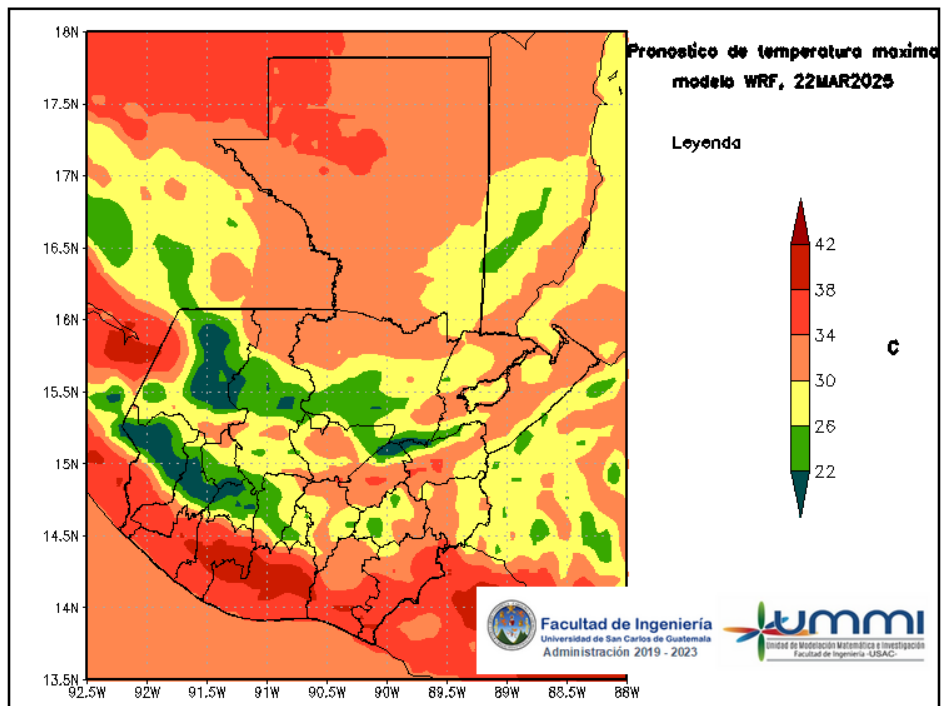 Pronostico de temperatura maxima
modelo WRF, 22MAR2025
Leyenda
42
38
34
30
26
22
C
18N
17.5N
17N
16.5N
16N
15.5N
15N
14.5N
14N
13.5N
92.5W
92W
91.5W
91W
90.5W
90W
89.5W
89W
88.5W
88W
Facultad de Ingeniería
Universidad de San Carlos de Guatemala
Administración 2019 - 2023
UMMI
Unidad de Modelación Matemática e Investigación
Facultad de Ingeniería -USAC-